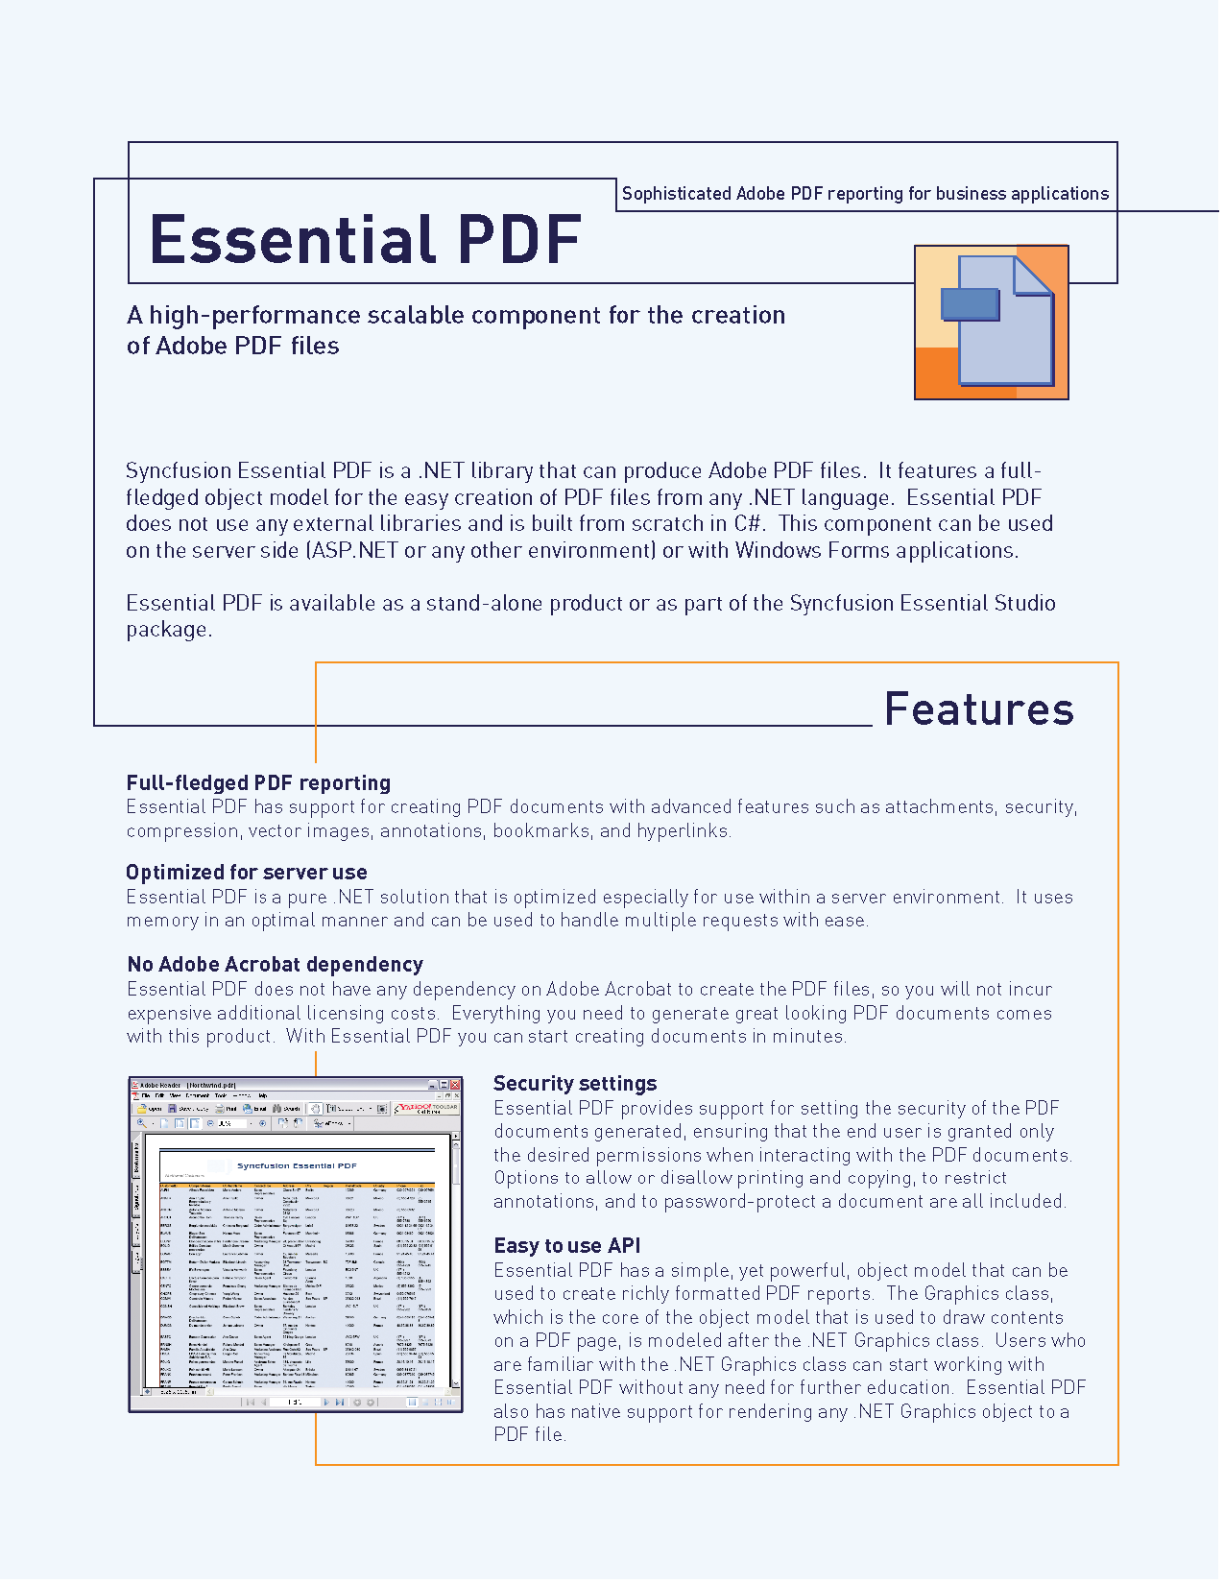 Sophisticated Adobe PDF reporting for business applications
Essential PDF
A high-performance scalable component for the creation
of Adobe PDF files
Syncfusion Essential PDF is a .NET library that can produce Adobe PDF files.  It features a full-
fledged object model for the easy creation of PDF files from any .NET language.  Essential PDF
does not use any external libraries and is built from scratch in C#.  This component can be used
on the server side (ASP.NET or any other environment) or with Windows Forms applications.
Essential PDF is available as a stand-alone product or as part of the Syncfusion Essential Studio
package.
Features
Full-fledged PDF reporting
Essential PDF has support for creating PDF documents with advanced features such as attachments, security,
compression, vector images, annotations, bookmarks, and hyperlinks.
Optimized for server use
Essential PDF is a pure .NET solution that is optimized especially for use within a server environment.  It uses
memory in an optimal manner and can be used to handle multiple requests with ease.
No Adobe Acrobat dependency
Essential PDF does not have any dependency on Adobe Acrobat to create the PDF files, so you will not incur
expensive additional licensing costs.  Everything you need to generate great looking PDF documents comes
with this product.  With Essential PDF you can start creating documents in minutes.
Adobe Reader - [Northwind.pdf]
File Edit View Document Tools Help
Open Print Email Search
Syncfusion Essential PDF
Security settings
Essential PDF provides support for setting the security of the PDF
documents generated, ensuring that the end user is granted only
the desired permissions when interacting with the PDF documents.
Options to allow or disallow printing and copying, to restrict
annotations, and to password-protect a document are all included.
Easy to use API
Essential PDF has a simple, yet powerful, object model that can be
used to create richly formatted PDF reports.  The Graphics class,
which is the core of the object model that is used to draw contents
on a PDF page, is modeled after the .NET Graphics class.  Users who
are familiar with the .NET Graphics class can start working with
Essential PDF without any need for further education.  Essential PDF
also has native support for rendering any .NET Graphics object to a
PDF file.